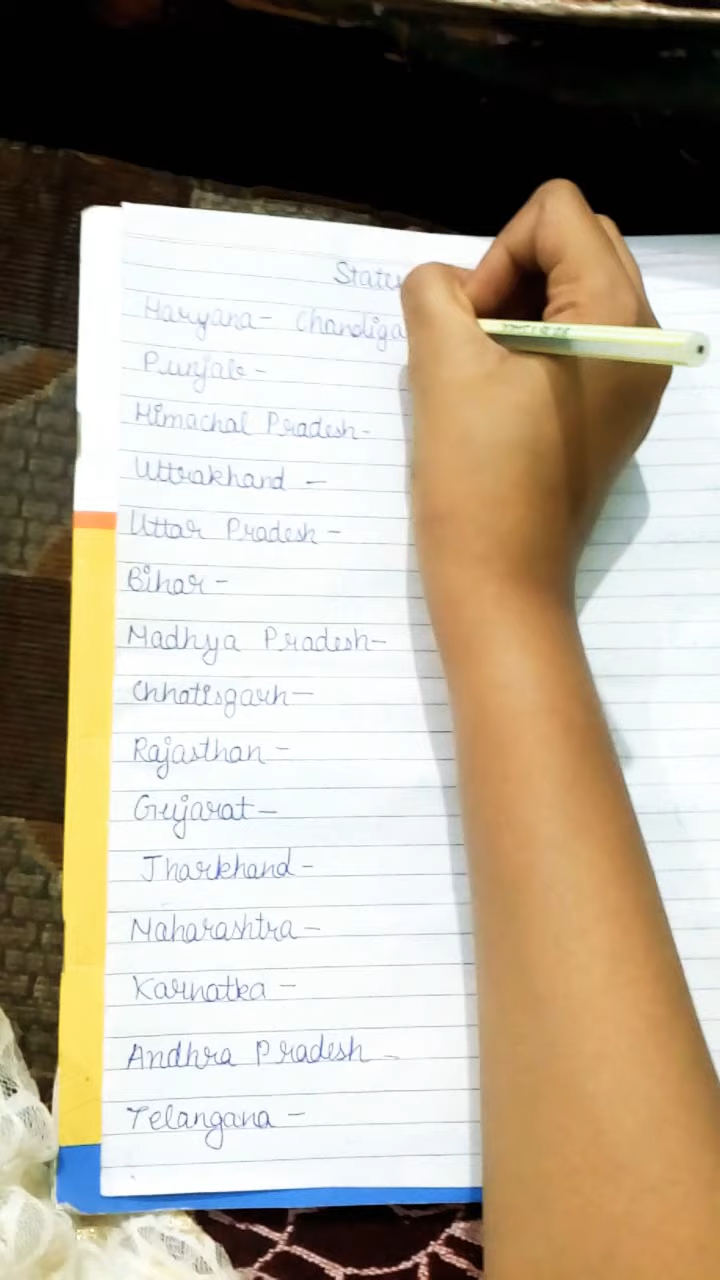 States
Haryana- Chandiga
Punjab-
Himachal Pradesh-
Uttrakhand -
Uttar Pradesh -
Bihar -
Madhya Pradesh-
Chhatisgarh-
Rajasthan -
Gujarat-
Jharkhand -
Maharashtra -
Karnatka -
Andhra Pradesh -
Telangana -